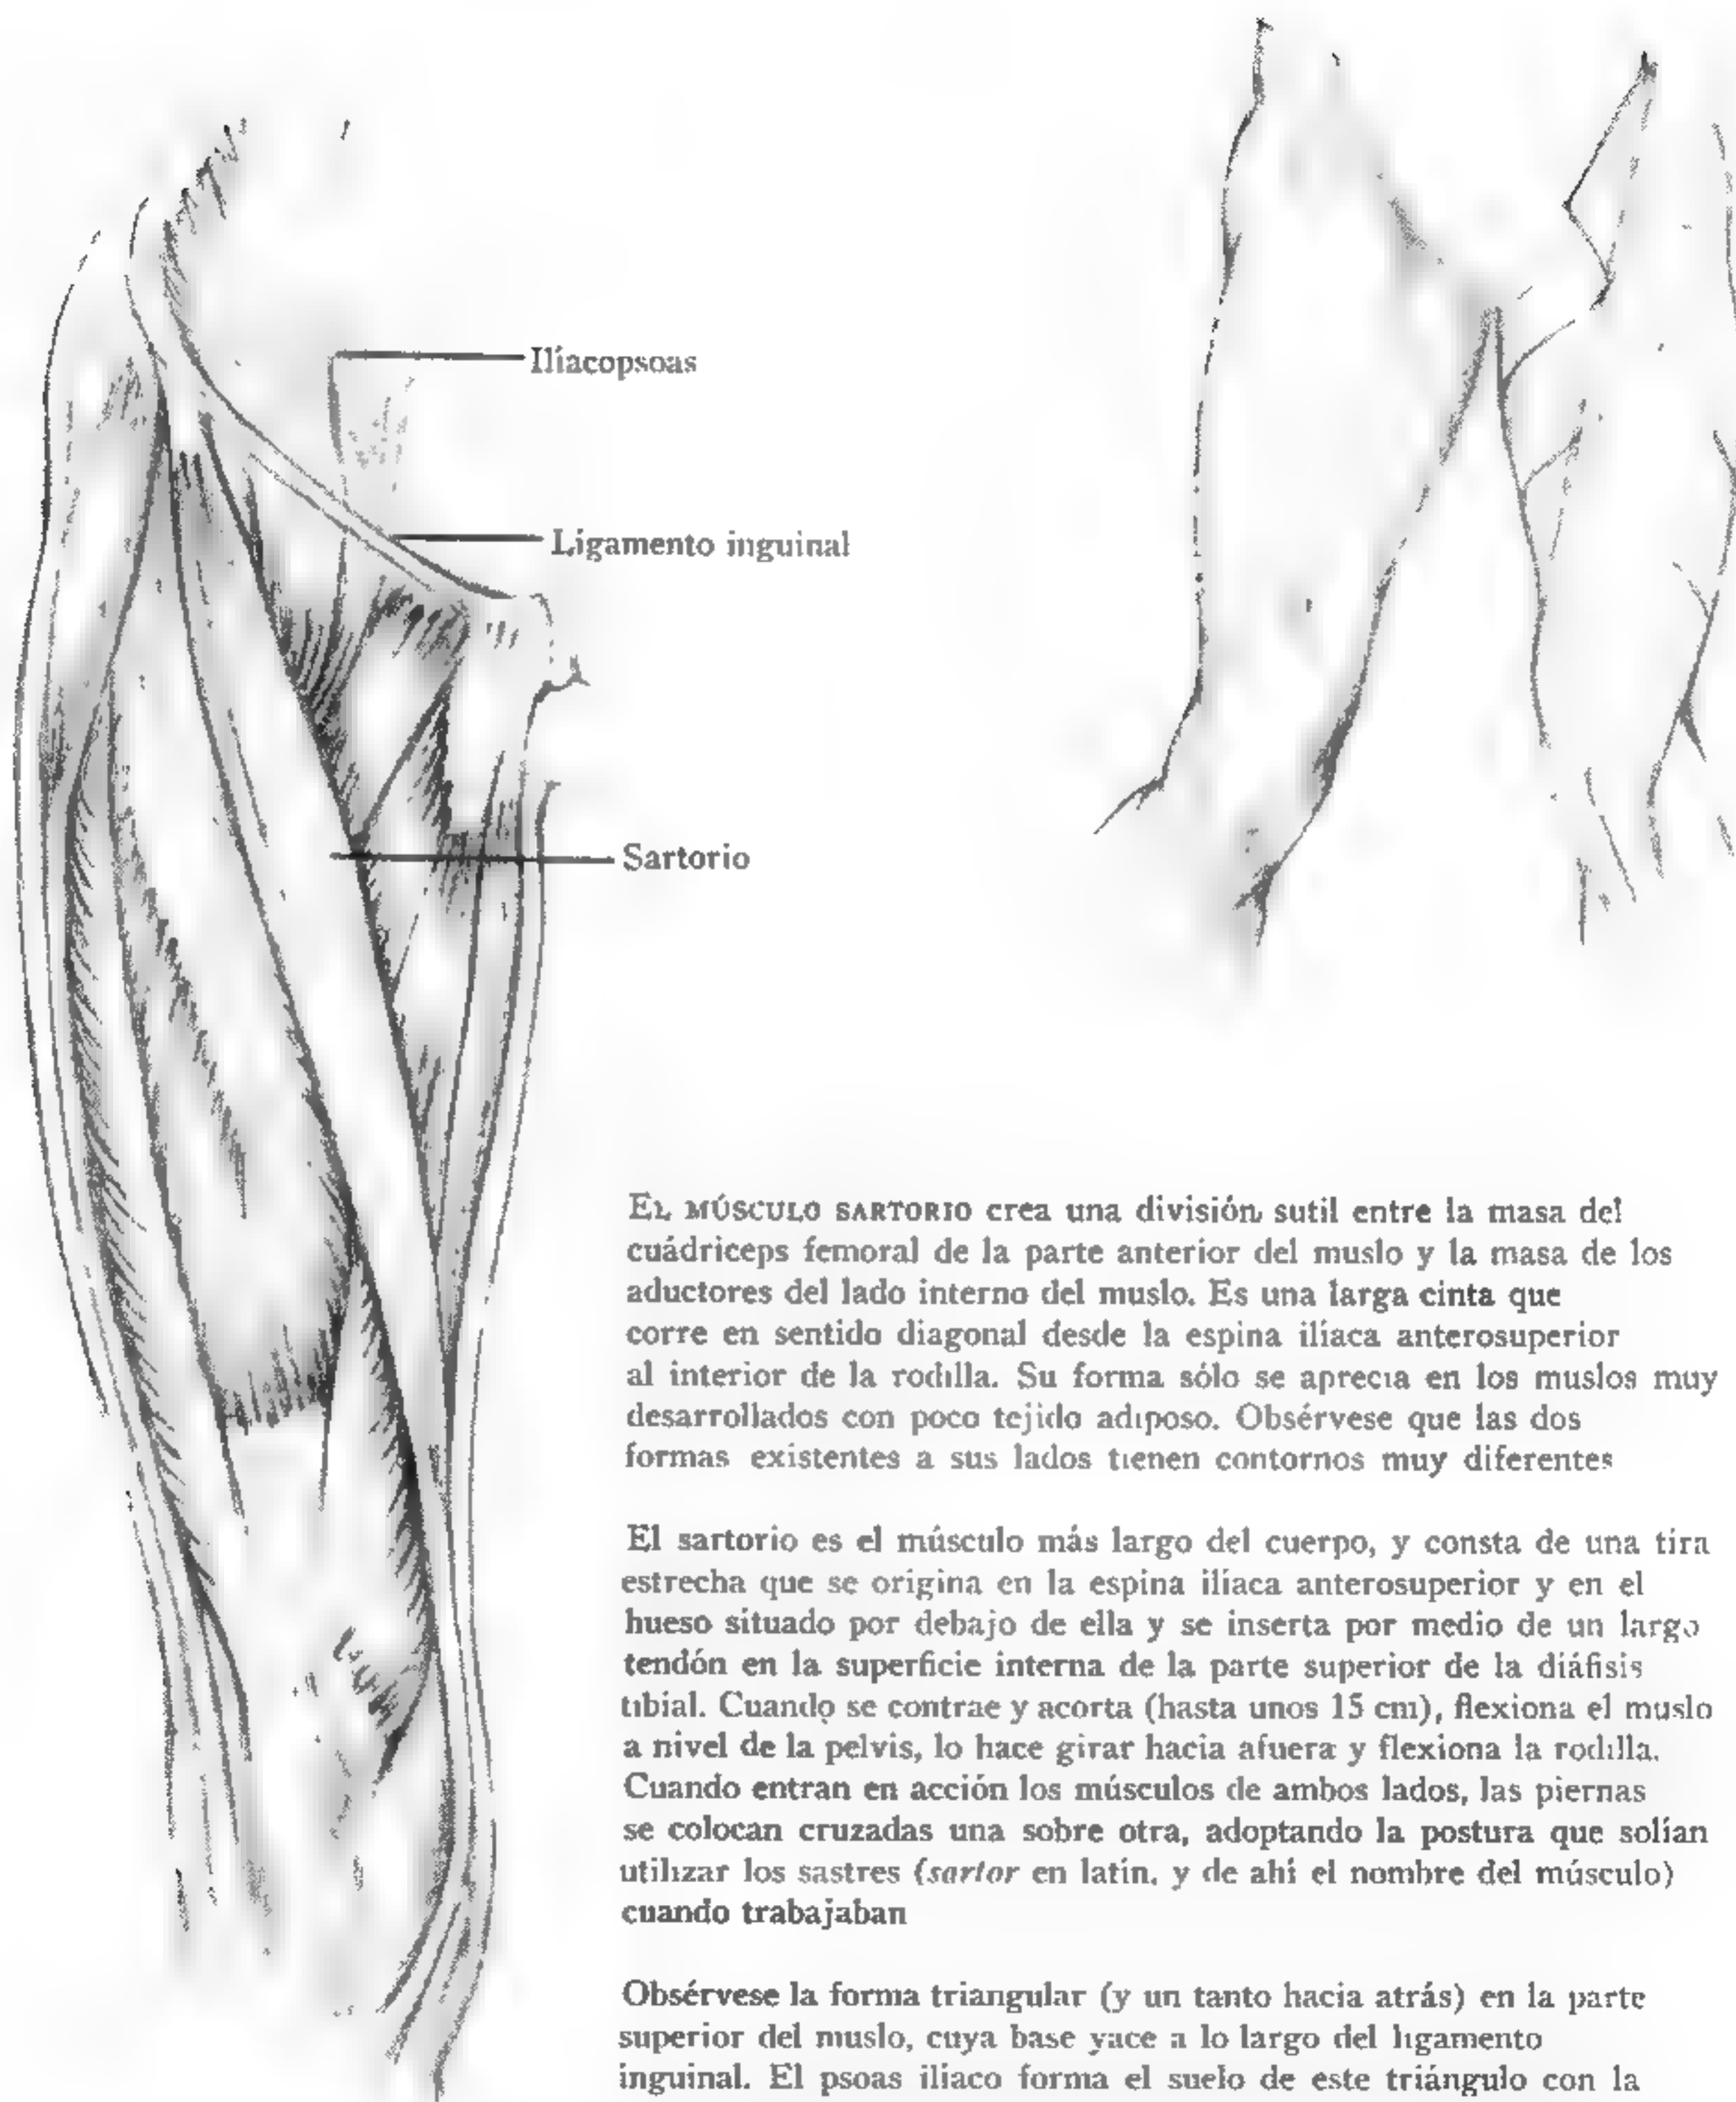 Ilíacopsoas
Ligamento inguinal
Sartorio
EL MÚSCULO SARTORIO crea una división sutil entre la masa del
cuádriceps femoral de la parte anterior del muslo y la masa de los
aductores del lado interno del muslo. Es una larga cinta que
corre en sentido diagonal desde la espina ilíaca anterosuperior
al interior de la rodilla. Su forma sólo se aprecia en los muslos muy
desarrollados con poco tejido adiposo. Obsérvese que las dos
formas existentes a sus lados tienen contornos muy diferentes
El sartorio es el músculo más largo del cuerpo, y consta de una tira
estrecha que se origina en la espina ilíaca anterosuperior y en el
hueso situado por debajo de ella y se inserta por medio de un largo
tendón en la superficie interna de la parte superior de la diáfisis
tibial. Cuando se contrae y acorta (hasta unos 15 cm), flexiona el muslo
a nivel de la pelvis, lo hace girar hacia afuera y flexiona la rodilla.
Cuando entran en acción los músculos de ambos lados, las piernas
se colocan cruzadas una sobre otra, adoptando la postura que solían
utilizar los sastres (sartor en latín, y de ahí el nombre del músculo)
cuando trabajaban
Obsérvese la forma triangular (y un tanto hacia atrás) en la parte
superior del muslo, cuya base yace a lo largo del ligamento
inguinal. El psoas iliaco forma el suelo de este triángulo con la